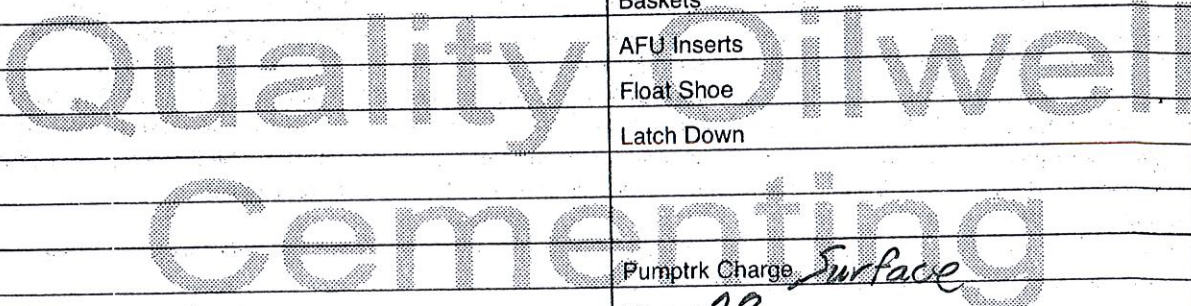 Baskets
Quality Oilwell
AFU Inserts
Float Shoe
Latch Down
Cementing
Pumptrk Charge Surface